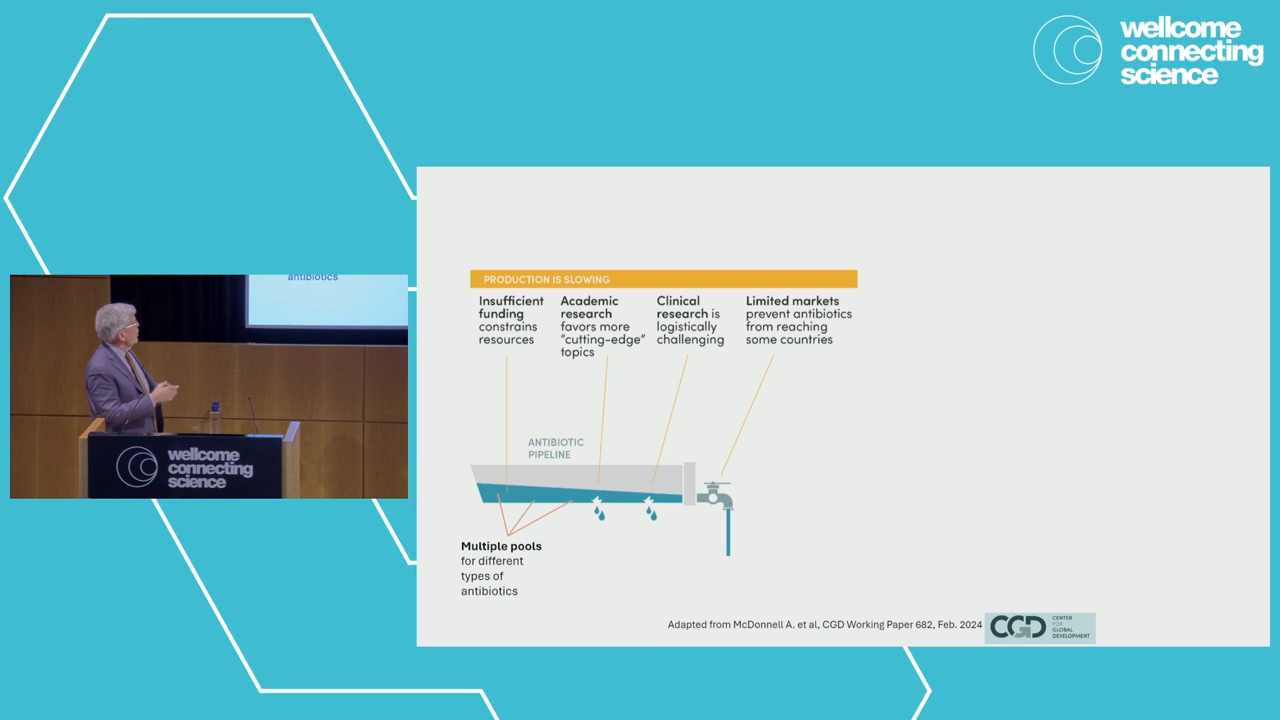 wellcome
connecting
science
PRODUCTION IS SLOWING
Insufficient
funding
constrains
resources
Academic
research
favors more
“cutting-edge”
topics
Clinical
research is
logistically
challenging
Limited markets
prevent antibiotics
from reaching
some countries
ANTIBIOTIC
PIPELINE
Multiple pools
for different
types of
antibiotics
Adapted from McDonnell A. et al, CGD Working Paper 682, Feb. 2024
CGD
CENTER
FOR
GLOBAL
DEVELOPMENT
antibiotics
wellcome
connecting
science